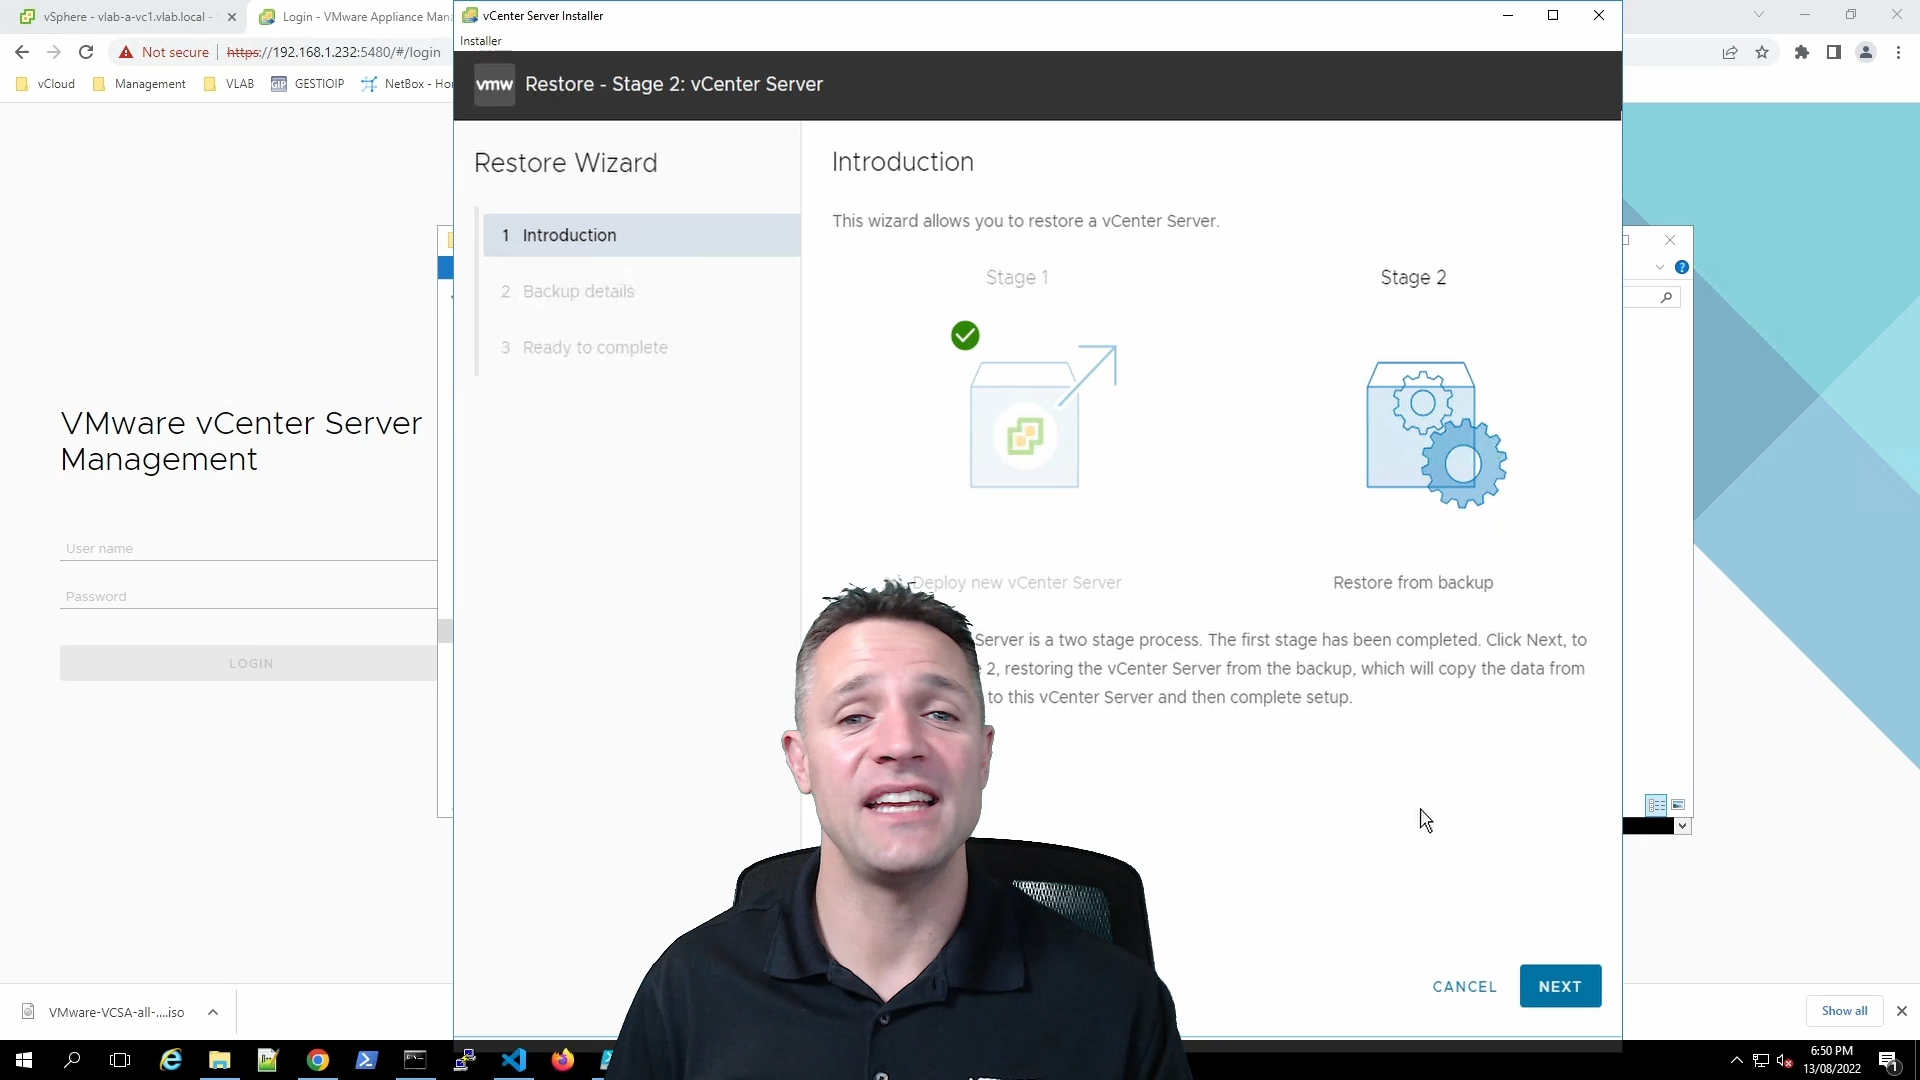 vSphere - vlab-a-vc1.vlab.local -
Login - VMware Appliance Man
vCenter Server Installer
Installer
Not secure
https://192.168.1.232:5480/#/login
vCloud
Management
VLAB
GIP
GESTIOIP
NetBox - Ho
vmw
Restore - Stage 2: vCenter Server
Restore Wizard
1 Introduction
2 Backup details
3 Ready to complete
Introduction
This wizard allows you to restore a vCenter Server.
Stage 1
Stage 2
Deploy new vCenter Server
Restore from backup
Server is a two stage process. The first stage has been completed. Click Next, to
2, restoring the vCenter Server from the backup, which will copy the data from
to this vCenter Server and then complete setup.
CANCEL
NEXT
VMware vCenter Server
Management
User name
Password
LOGIN
VMware-VCSA-all-....iso
Show all
6:50 PM
13/08/2022
1